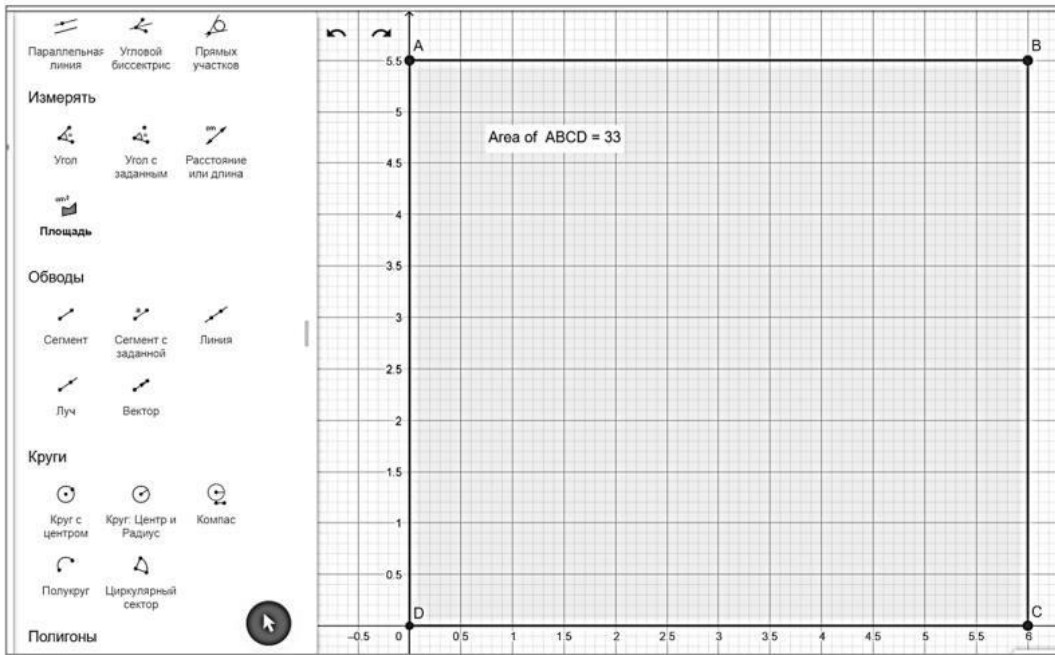 Параллельная Угловой Прямых
линия биссектрис участков
Измерять
cm
Угол Угол с Расстояние
заданным или длина
cm²
Площадь
Обводы
Сегмент Сегмент с Линия
заданной
Луч Вектор
Круги
Круг с Круг: Центр и Компас
центром Радиус
Полукруг Циркулярный
сектор
Полигоны
A B
5.5
5
Area of ABCD = 33
4.5
4
3.5
3
2.5
2
1.5
1
0.5
D C
−0.5 0 0.5 1 1.5 2 2.5 3 3.5 4 4.5 5 5.5 6